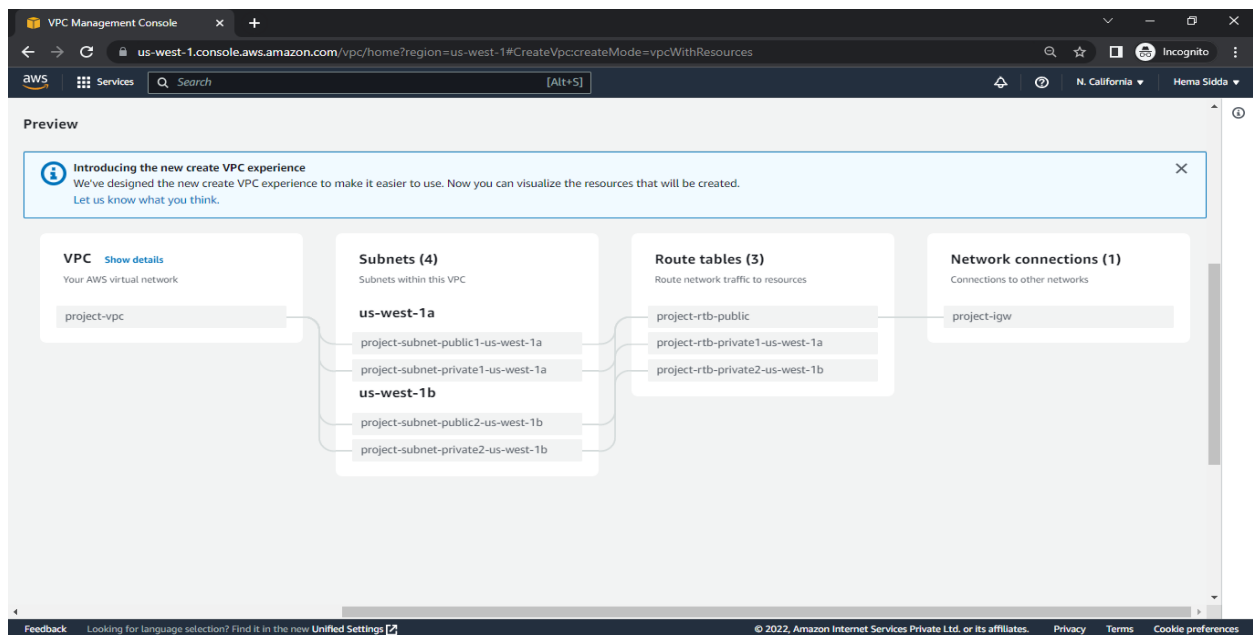 VPC Management Console
us-west-1.console.aws.amazon.com/vpc/home?region=us-west-1#CreateVpc:createMode=vpcWithResources
Incognito
aws
Services
Search
[Alt+S]
N. California
Hema Sidda
Preview
Introducing the new create VPC experience
We've designed the new create VPC experience to make it easier to use. Now you can visualize the resources that will be created.
Let us know what you think.
VPC Show details
Your AWS virtual network
project-vpc
Subnets (4)
Subnets within this VPC
us-west-1a
project-subnet-public1-us-west-1a
project-subnet-private1-us-west-1a
us-west-1b
project-subnet-public2-us-west-1b
project-subnet-private2-us-west-1b
Route tables (3)
Route network traffic to resources
project-rtb-public
project-rtb-private1-us-west-1a
project-rtb-private2-us-west-1b
Network connections (1)
Connections to other networks
project-igw
Feedback Looking for language selection? Find it in the new Unified Settings
© 2022, Amazon Internet Services Private Ltd. or its affiliates. Privacy Terms Cookie preferences